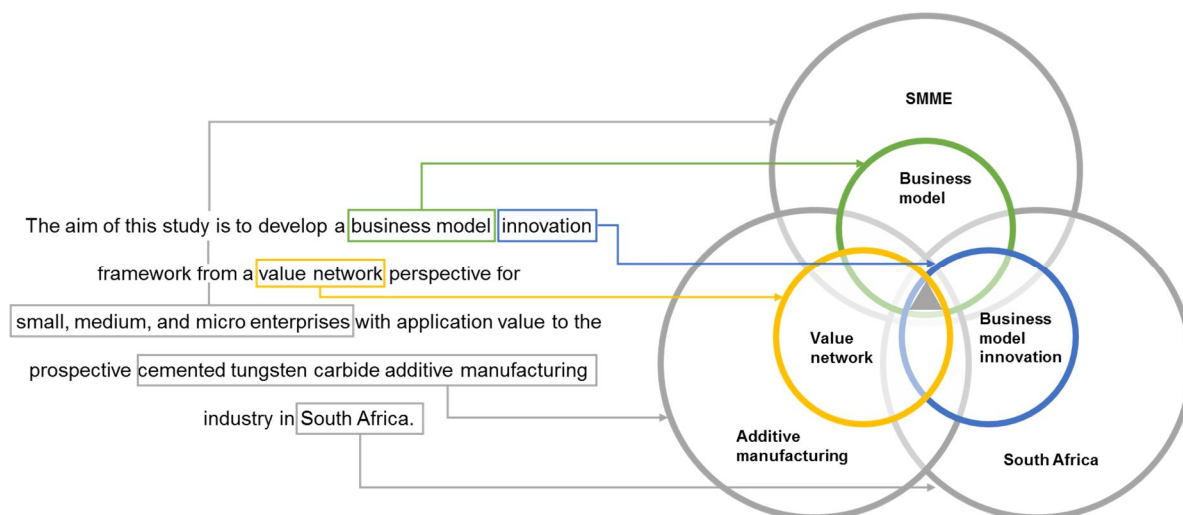 SMME
Business
model
The aim of this study is to develop a business model innovation
framework from a value network perspective for
small, medium, and micro enterprises with application value to the
prospective cemented tungsten carbide additive manufacturing
industry in South Africa.
Value
network
Business
model
innovation
Additive
manufacturing
South Africa